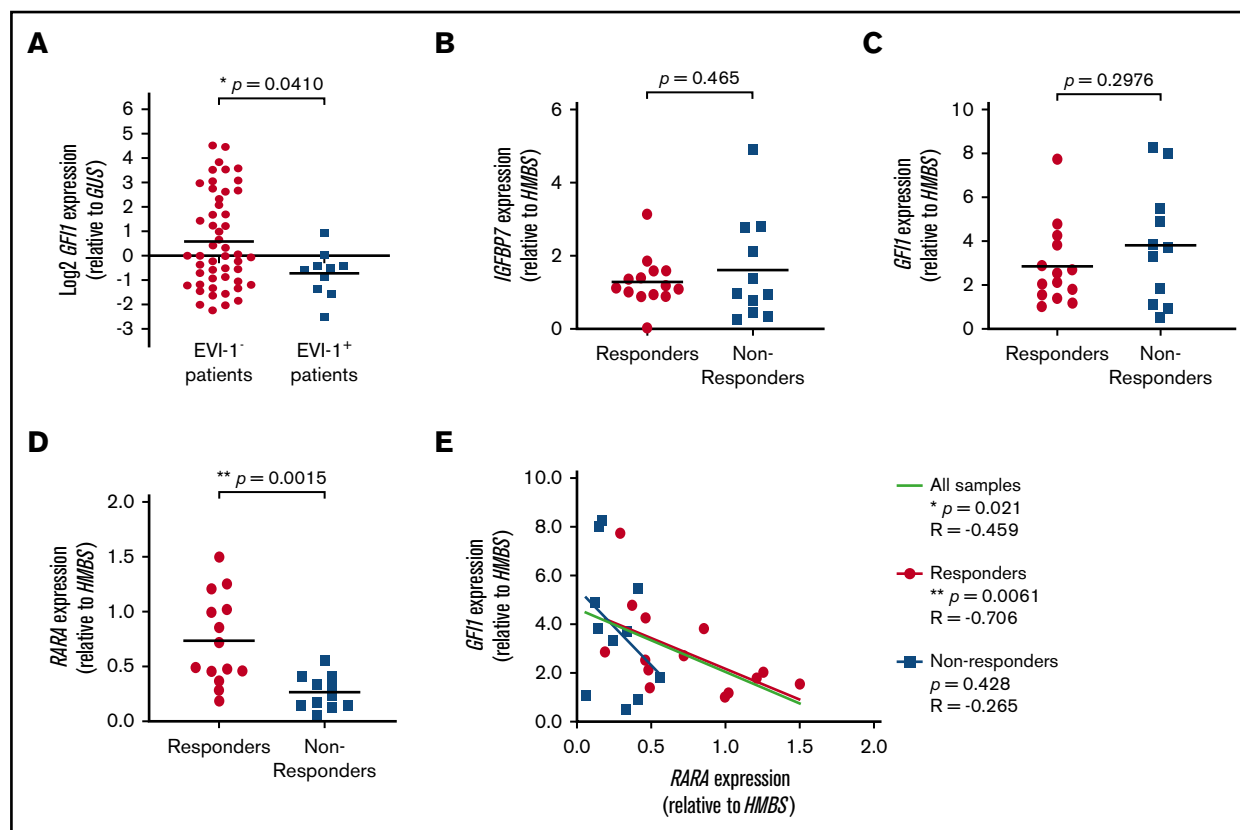 A
* p = 0.0410
Log2 GFI1 expression
(relative to GUS)
6
5
4
3
2
1
0
-1
-2
-3
EVI-1-
patients
EVI-1+
patients
B
p = 0.465
IGFBP7 expression
(relative to HMBS)
6
4
2
0
Responders
Non-
Responders
C
p = 0.2976
GFI1 expression
(relative to HMBS)
10
8
6
4
2
0
Responders
Non-
Responders
D
** p = 0.0015
RARA expression
(relative to HMBS)
2.0
1.5
1.0
0.5
0.0
Responders
Non-
Responders
E
GFI1 expression
(relative to HMBS)
10.0
8.0
6.0
4.0
2.0
0.0
0.0 0.5 1.0 1.5 2.0
RARA expression
(relative to HMBS)
All samples
* p = 0.021
R = -0.459
Responders
** p = 0.0061
R = -0.706
Non-responders
p = 0.428
R = -0.265